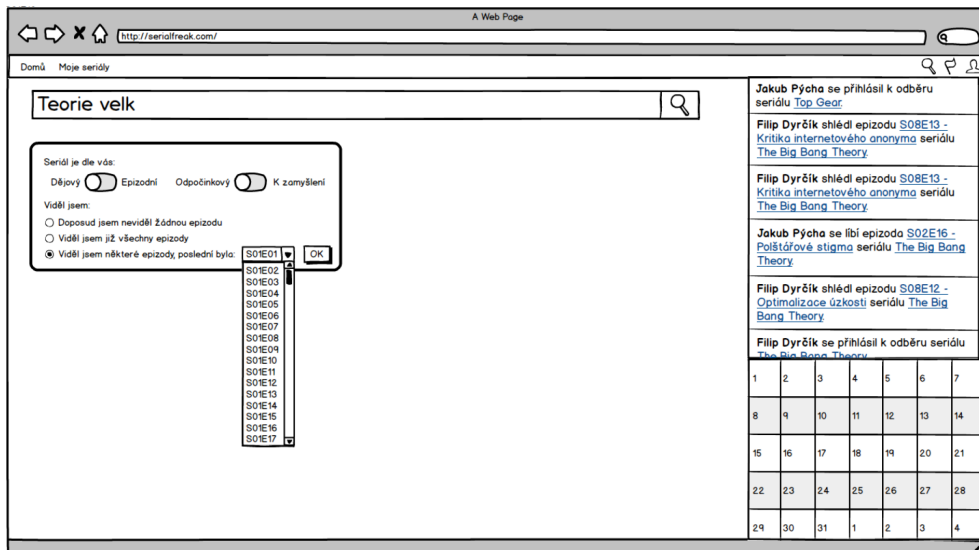 A Web Page
http://serialfreak.com/
Domů Moje seriály
Teorie velk
Seriál je dle vás:
Dějový Epizodní Odpočinkový K zamyšlení
Viděl jsem:
Doposud jsem neviděl žádnou epizodu
Viděl jsem již všechny epizody
Viděl jsem některé epizody, poslední byla: S01E01 OK
S01E02
S01E03
S01E04
S01E05
S01E06
S01E07
S01E08
S01E09
S01E10
S01E11
S01E12
S01E13
S01E14
S01E15
S01E16
S01E17
Jakub Pýcha se přihlásil k odběru
seriálu Top Gear.
Filip Dyrčík shlédl epizodu S08E13 -
Kritika internetového anonyma seriálu
The Big Bang Theory.
Filip Dyrčík shlédl epizodu S08E13 -
Kritika internetového anonyma seriálu
The Big Bang Theory.
Jakub Pýcha se líbí epizoda S02E16 -
Polštářové stigma seriálu The Big Bang
Theory.
Filip Dyrčík shlédl epizodu S08E12 -
Optimalizace úzkosti seriálu The Big
Bang Theory.
Filip Dyrčík se přihlásil k odběru seriálu
The Big Bang Theory.
1 2 3 4 5 6 7
8 9 10 11 12 13 14
15 16 17 18 19 20 21
22 23 24 25 26 27 28
29 30 31 1 2 3 4